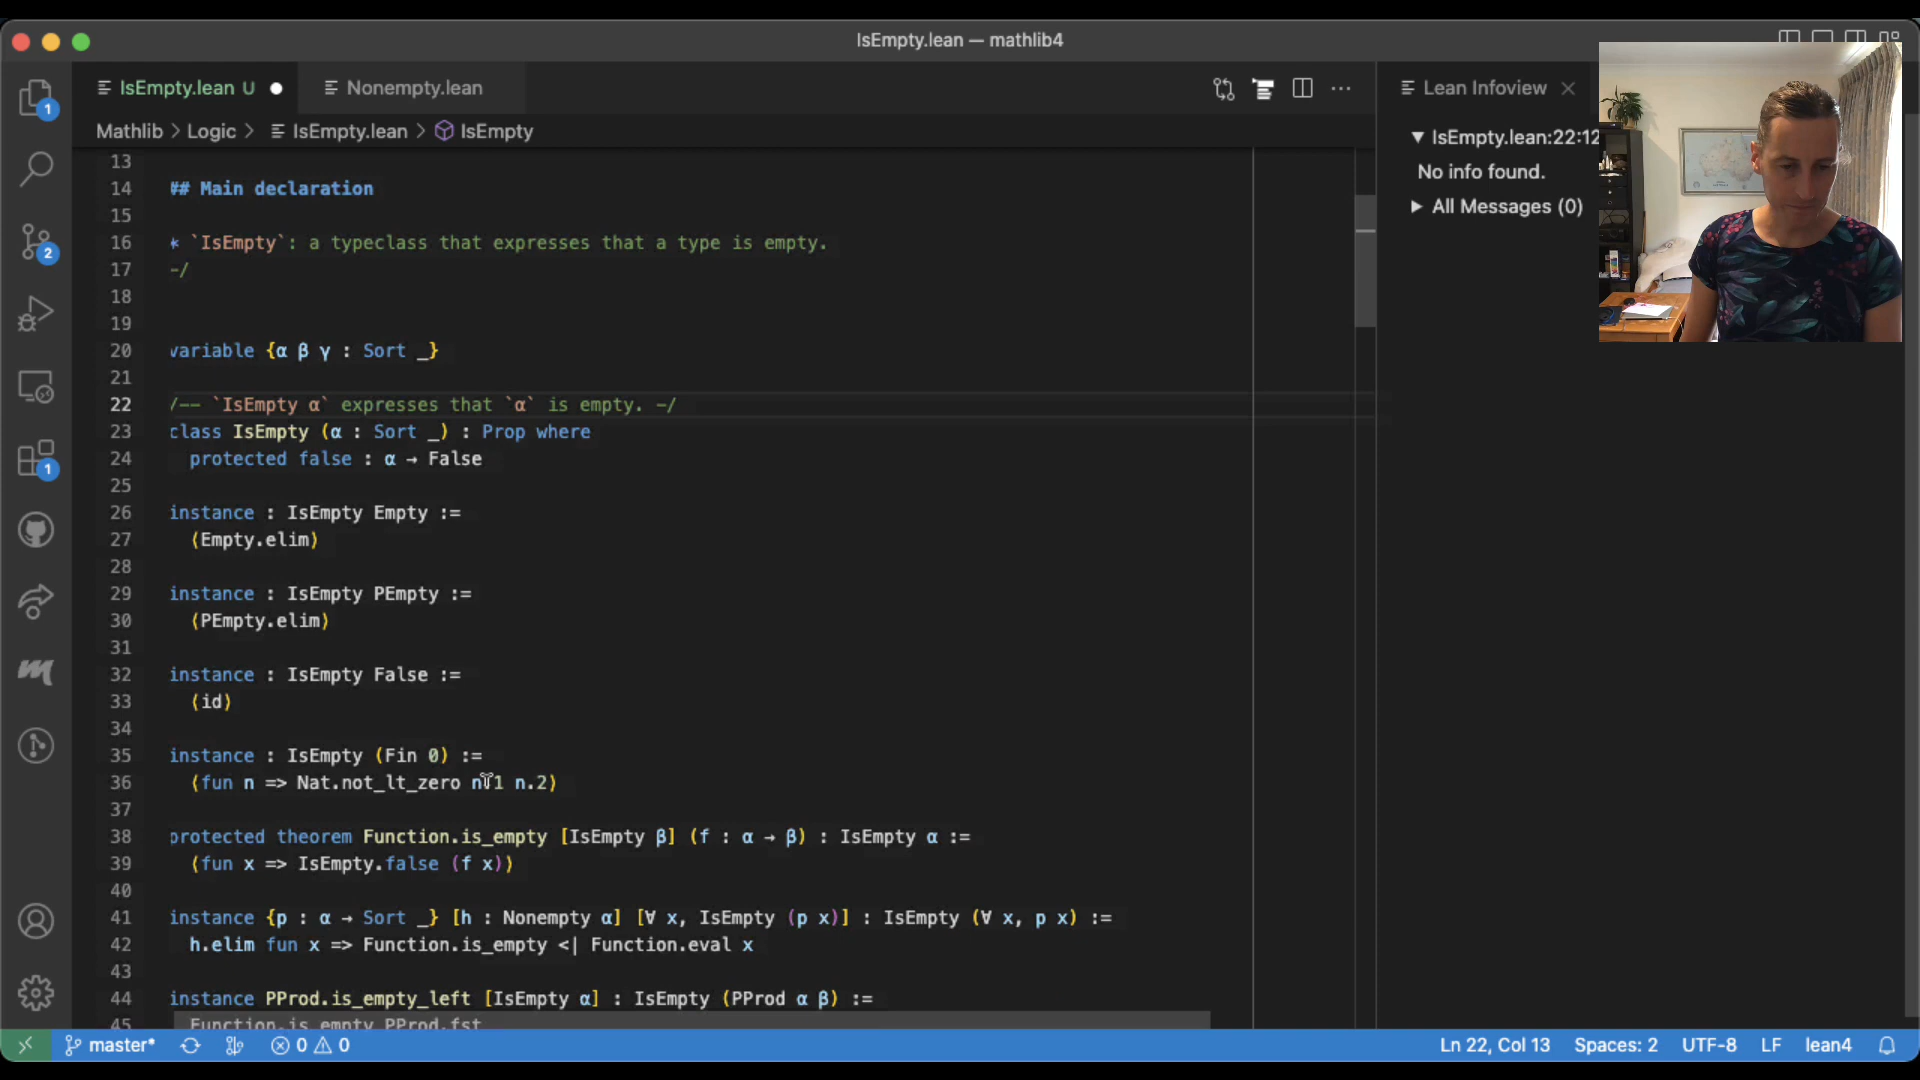 IsEmpty.lean — mathlib4
IsEmpty.lean U
Nonempty.lean
Lean Infoview
Mathlib > Logic > IsEmpty.lean > IsEmpty
IsEmpty.lean:22:12
No info found.
All Messages (0)
13
14 ## Main declaration
15
16 * `IsEmpty`: a typeclass that expresses that a type is empty.
17 -/
18
19
20 variable {α β γ : Sort _}
21
22 /-- `IsEmpty α` expresses that `α` is empty. -/
23 class IsEmpty (α : Sort _) : Prop where
24 protected false : α → False
25
26 instance : IsEmpty Empty :=
27 (Empty.elim)
28
29 instance : IsEmpty PEmpty :=
30 (PEmpty.elim)
31
32 instance : IsEmpty False :=
33 (id)
34
35 instance : IsEmpty (Fin 0) :=
36 (fun n => Nat.not_lt_zero n.1 n.2)
37
38 protected theorem Function.is_empty [IsEmpty β] (f : α → β) : IsEmpty α :=
39 (fun x => IsEmpty.false (f x))
40
41 instance {p : α → Sort _} [h : Nonempty α] [∀ x, IsEmpty (p x)] : IsEmpty (∀ x, p x) :=
42 h.elim fun x => Function.is_empty <| Function.eval x
43
44 instance PProd.is_empty_left [IsEmpty α] : IsEmpty (PProd α β) :=
45 Function.is_empty PProd.fst
1
2
1
master* 0 0 Ln 22, Col 13 Spaces: 2 UTF-8 LF lean4